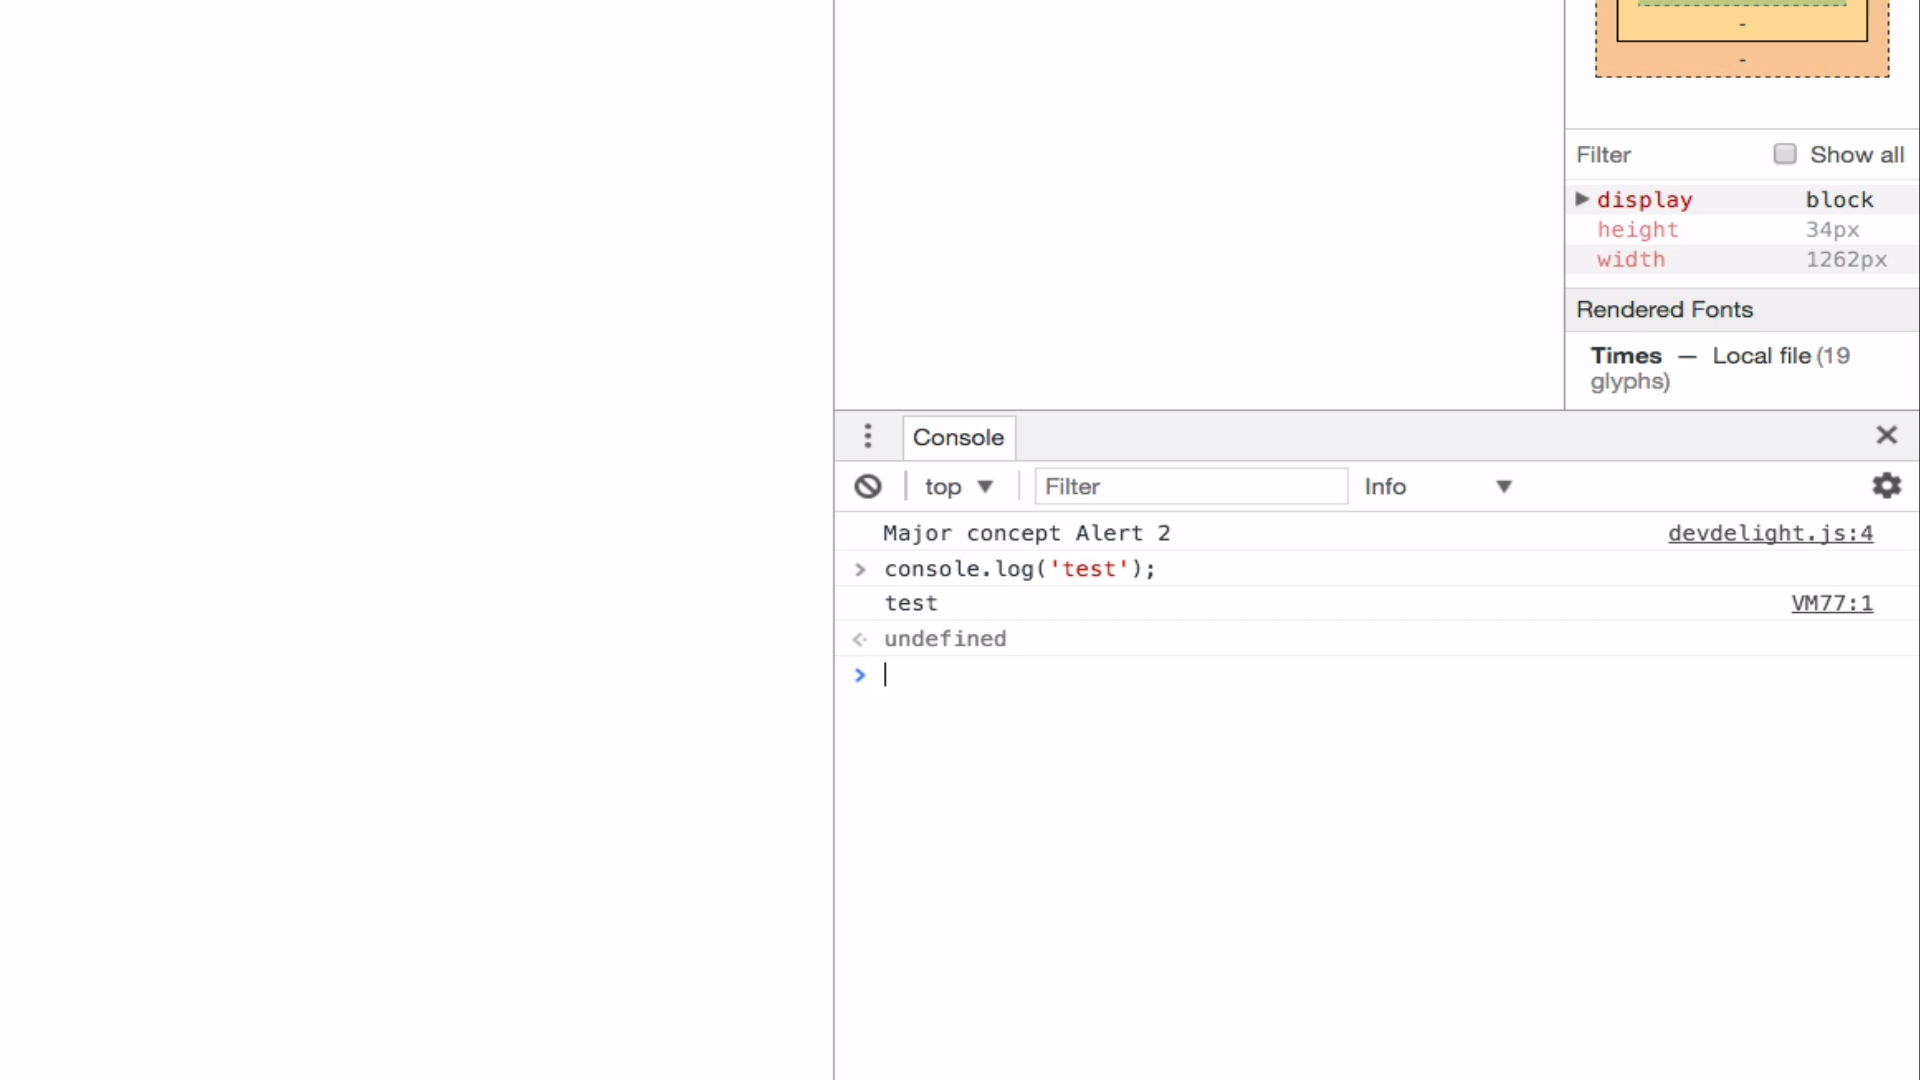 -
-
Filter Show all
display block
height 34px
width 1262px
Rendered Fonts
Times — Local file (19
glyphs)
Console
top Filter Info
Major concept Alert 2 devdelight.js:4
> console.log('test');
test VM77:1
undefined
>